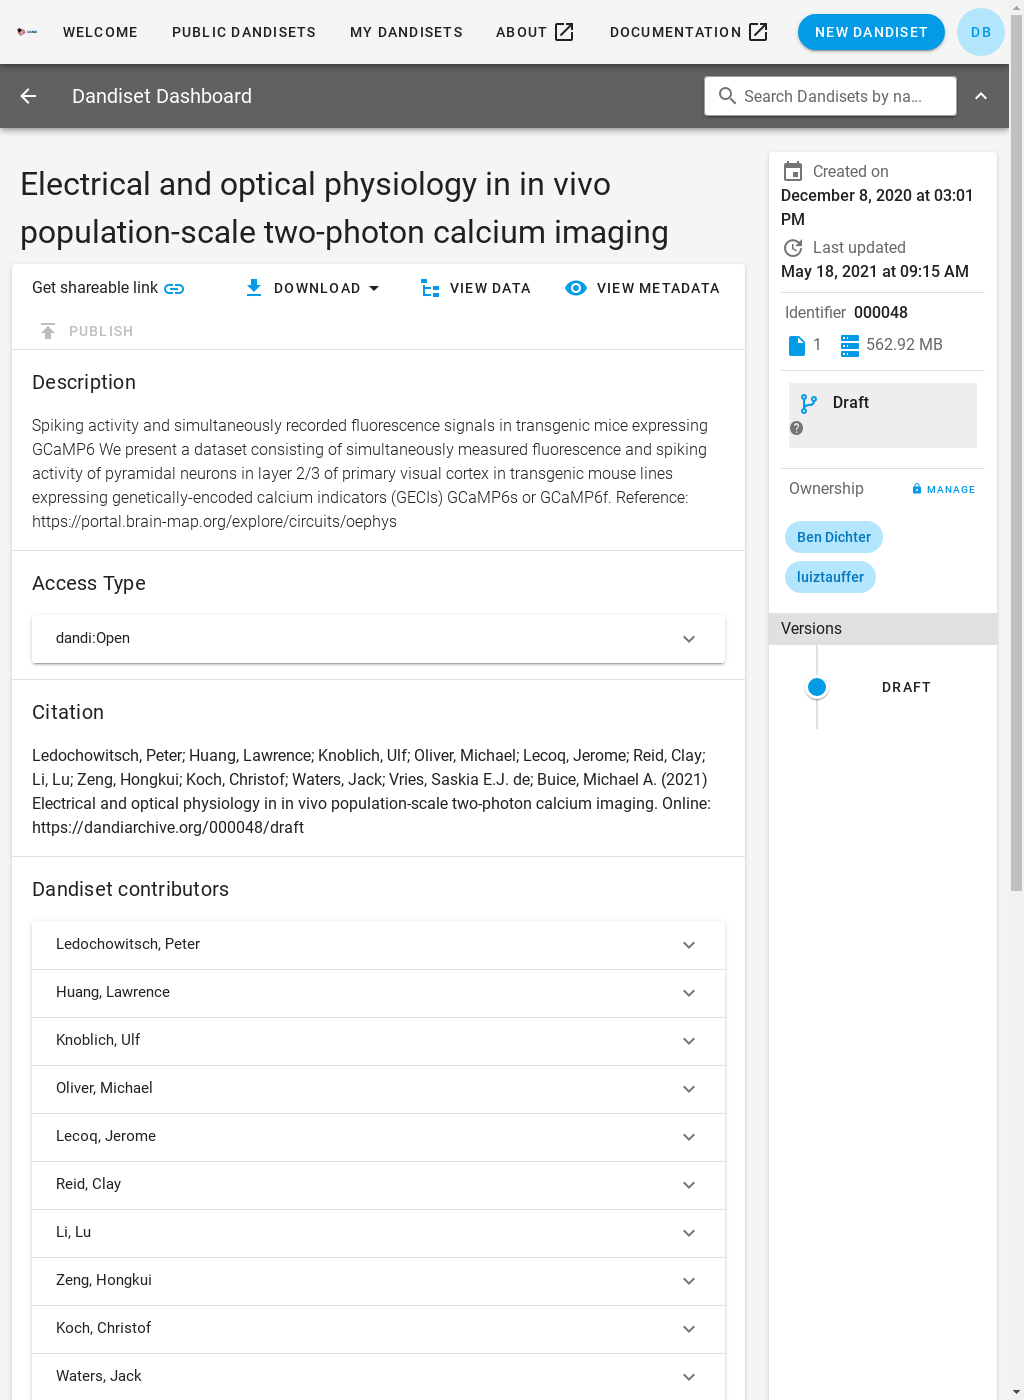 WELCOME
PUBLIC DANDISETS
MY DANDISETS
ABOUT
DOCUMENTATION
NEW DANDISET
DB
Dandiset Dashboard
Search Dandisets by na...
Electrical and optical physiology in in vivo
population-scale two-photon calcium imaging
Get shareable link
DOWNLOAD
VIEW DATA
VIEW METADATA
PUBLISH
Description
Spiking activity and simultaneously recorded fluorescence signals in transgenic mice expressing
GCaMP6 We present a dataset consisting of simultaneously measured fluorescence and spiking
activity of pyramidal neurons in layer 2/3 of primary visual cortex in transgenic mouse lines
expressing genetically-encoded calcium indicators (GECIs) GCaMP6s or GCaMP6f. Reference:
https://portal.brain-map.org/explore/circuits/oephys
Access Type
dandi:Open
Citation
Ledochowitsch, Peter; Huang, Lawrence; Knoblich, Ulf; Oliver, Michael; Lecoq, Jerome; Reid, Clay;
Li, Lu; Zeng, Hongkui; Koch, Christof; Waters, Jack; Vries, Saskia E.J. de; Buice, Michael A. (2021)
Electrical and optical physiology in in vivo population-scale two-photon calcium imaging. Online:
https://dandiarchive.org/000048/draft
Dandiset contributors
Ledochowitsch, Peter
Huang, Lawrence
Knoblich, Ulf
Oliver, Michael
Lecoq, Jerome
Reid, Clay
Li, Lu
Zeng, Hongkui
Koch, Christof
Waters, Jack
Created on
December 8, 2020 at 03:01
PM
Last updated
May 18, 2021 at 09:15 AM
Identifier 000048
1
562.92 MB
Draft
Ownership
MANAGE
Ben Dichter
luiztauffer
Versions
DRAFT